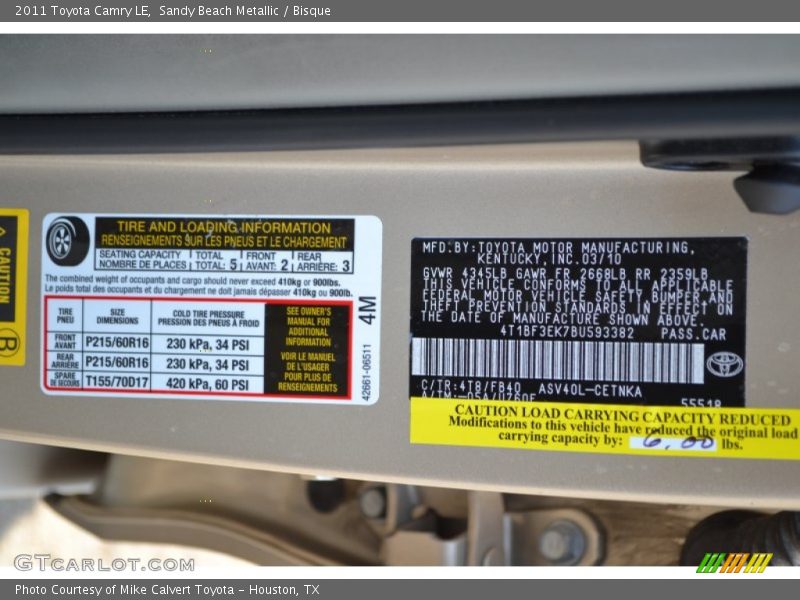 2011 Toyota Camry LE, Sandy Beach Metallic / Bisque
CAUTION
TIRE AND LOADING INFORMATION
RENSEIGNEMENTS SUR LES PNEUS ET LE CHARGEMENT
SEATING CAPACITY TOTAL FRONT REAR
NOMBRE DE PLACES TOTAL: 5 AVANT: 2 ARRIÈRE: 3
The combined weight of occupants and cargo should never exceed 410kg or 900lbs.
Le poids total des occupants et du chargement ne doit jamais dépasser 410kg ou 900lb.
TIRE SIZE COLD TIRE PRESSURE
PNEU DIMENSIONS PRESSION DES PNEUS À FROID
FRONT
AVANT P215/60R16 230 kPa, 34 PSI
REAR
ARRIÈRE P215/60R16 230 kPa, 34 PSI
SPARE
DE SECOURS T155/70D17 420 kPa, 60 PSI
SEE OWNER'S
MANUAL FOR
ADDITIONAL
INFORMATION
VOIR LE MANUEL
DE L'USAGER
POUR PLUS DE
RENSEIGNEMENTS
4M
42661-06511
MFD.BY:TOYOTA MOTOR MANUFACTURING,
KENTUCKY, INC.03/10
GVWR 4345LB GAWR FR 2668LB RR 2359LB
THIS VEHICLE CONFORMS TO ALL APPLICABLE
FEDERAL MOTOR VEHICLE SAFETY,BUMPER,AND
THEFT PREVENTION STANDARDS IN EFFECT ON
THE DATE OF MANUFACTURE SHOWN ABOVE.
4T1BF3EK7BU593382 PASS.CAR
C/TR:4T8/FB40 ASV40L-CETNKA
A/TM:-05A/U760E 55518
CAUTION LOAD CARRYING CAPACITY REDUCED
Modifications to this vehicle have reduced the original load
carrying capacity by: 6.00 lbs.
GTCARLOT.COM
Photo Courtesy of Mike Calvert Toyota - Houston, TX